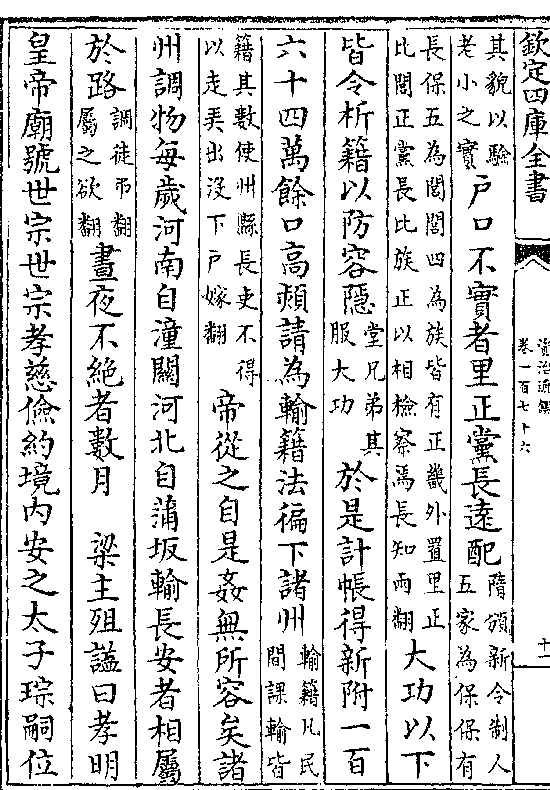 欽定四庫全書
資治通鑑
卷一百七十六
十一
其貌以驗
老小之實
戶口不實者里正黨長遠配
隋頒新令制人
五家為保保有
長保五為閭閭四為族皆有正畿外置里正
比閭正黨長比族正以相檢察焉長知兩翻
大功以下
皆令析籍以防容隱
堂兄弟其
服大功
於是計帳得新附一百
六十四萬餘口高熲請為輸籍法徧下諸州
輸籍凡民
間課輸皆
籍其數使州縣長吏不得
以走弄出沒下戶嫁翻
帝從之自是姦無所容矣諸
州調物每歲河南自潼關河北自蒲坂輸長安者相屬
於路
調徒弔翻
屬之欲翻
晝夜不絕者數月
梁主殂諡曰孝明
皇帝廟號世宗世宗孝慈儉約境內安之太子琮嗣位